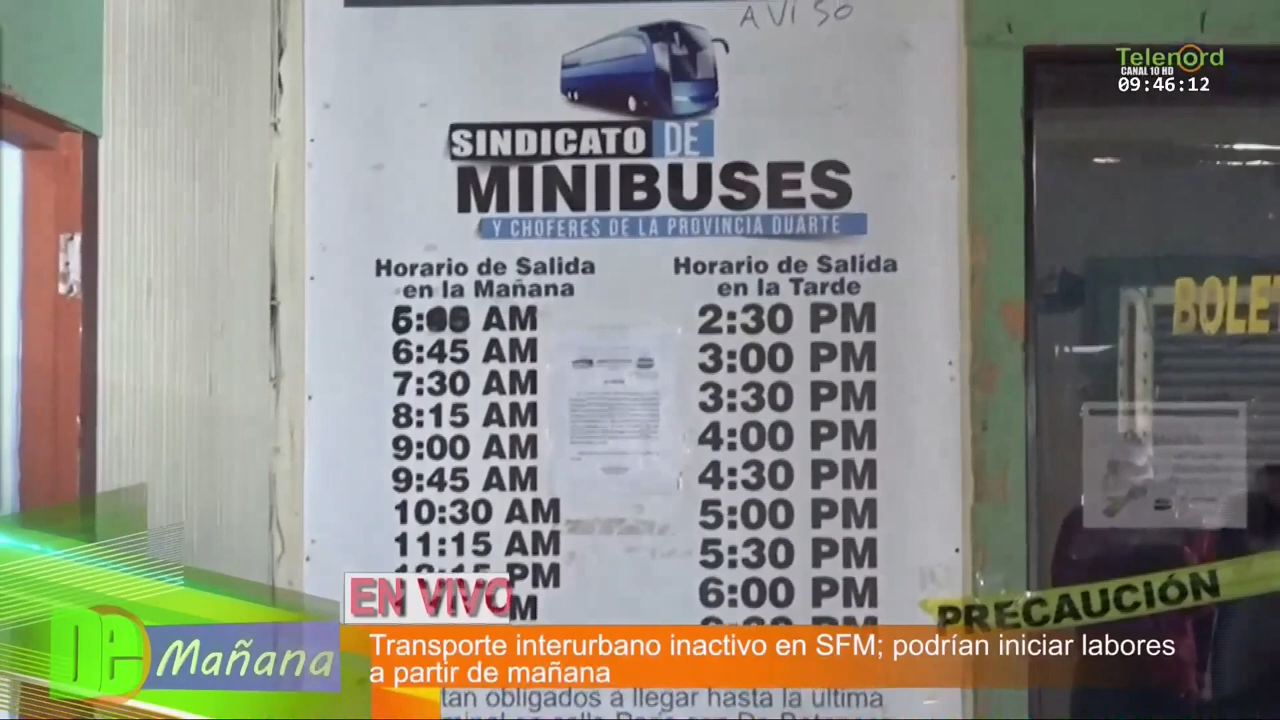 AVISO
Telenord
CANAL 10 HD
09:46:12
SINDICATO DE
MINIBUSES
Y CHOFERES DE LA PROVINCIA DUARTE
Horario de Salida
en la Mañana
6:45 AM
7:30 AM
8:15 AM
9:00 AM
9:45 AM
10:30 AM
11:15 AM
PM
Horario de Salida
en la Tarde
2:30 PM
3:00 PM
3:30 PM
4:00 PM
4:30 PM
5:00 PM
5:30 PM
6:00 PM
BOLET
PRECAUCIÓN
EN VIVO
De Mañana
Transporte interurbano inactivo en SFM; podrían iniciar labores
a partir de mañana
tan obligados a llegar hasta la ultima